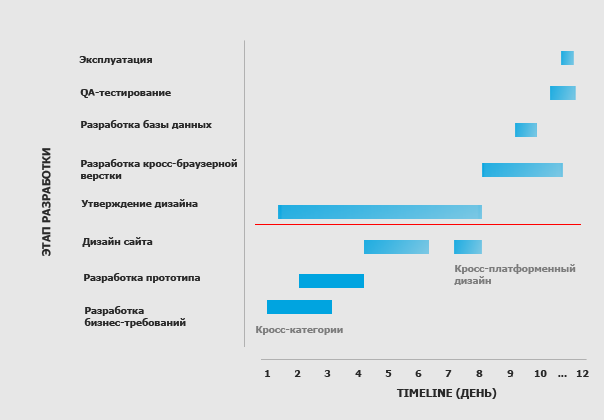 Эксплуатация
QA-тестирование
Разработка базы данных
Разработка кросс-браузерной
верстки
Утверждение дизайна
Дизайн сайта
Разработка прототипа
Разработка
бизнес-требований
ЭТАП РАЗРАБОТКИ
Кросс-платформенный
дизайн
Кросс-категории
1 2 3 4 5 6 7 8 9 10 ... 12
TIMELINE (ДЕНЬ)